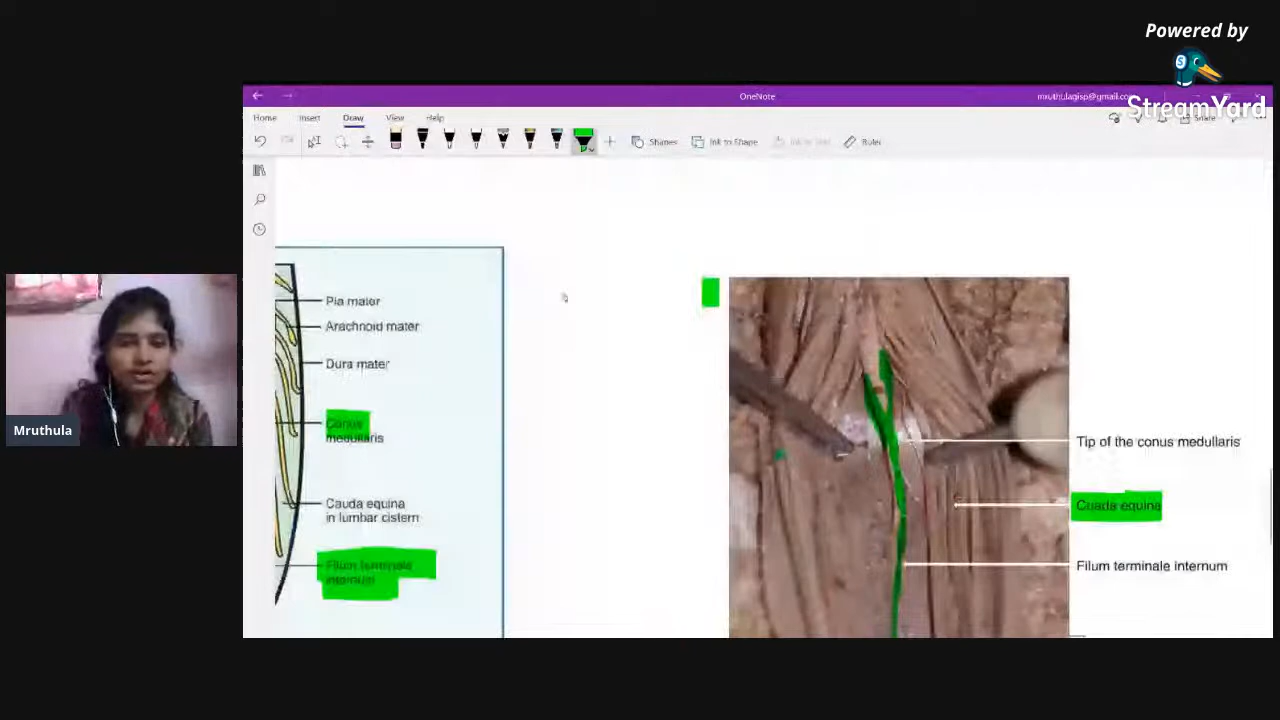 Powered by
StreamYard
OneNote
Home Insert Draw View Help
Shapes Ink to Shape Ruler
Pia mater
Arachnoid mater
Dura mater
Conus
medullaris
Cauda equina
in lumbar cistern
Filum terminale
internum
Tip of the conus medullaris
Cuada equina
Filum terminale internum
Mruthula